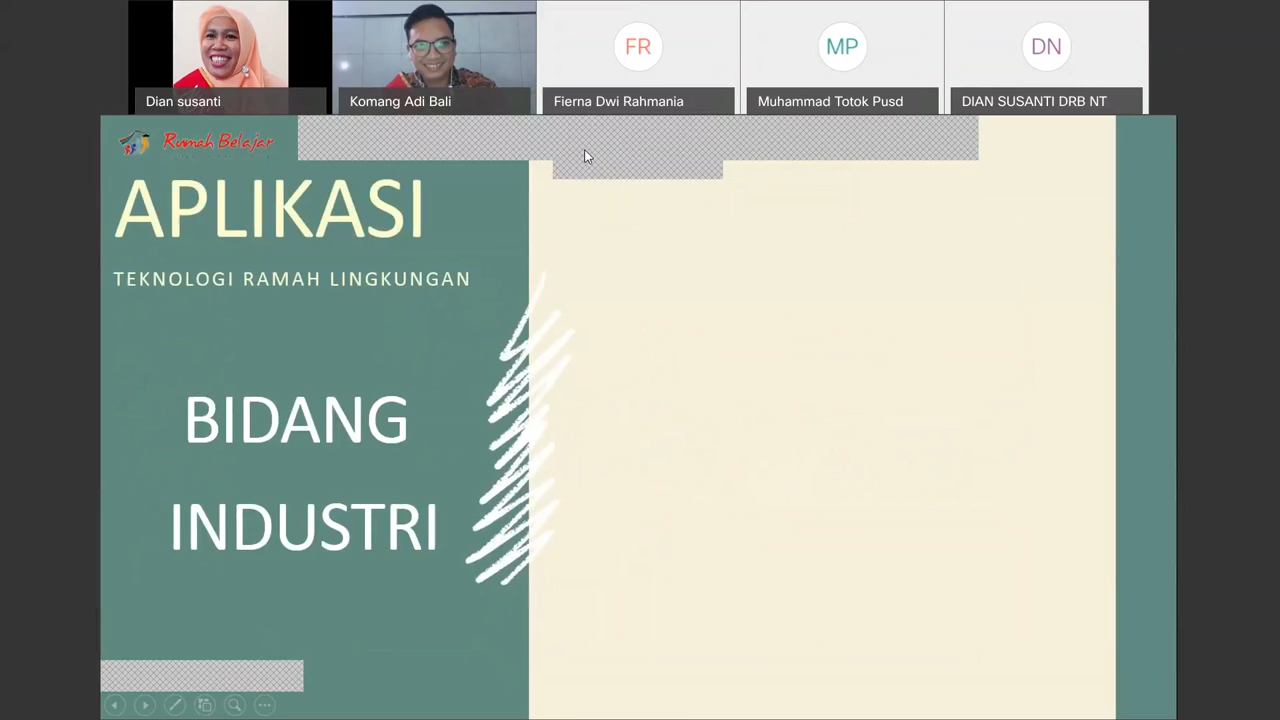 FR
MP
DN
Dian susanti
Komang Adi Bali
Fierna Dwi Rahmania
Muhammad Totok Pusd
DIAN SUSANTI DRB NT
Rumah Belajar
APLIKASI
TEKNOLOGI RAMAH LINGKUNGAN
BIDANG
INDUSTRI